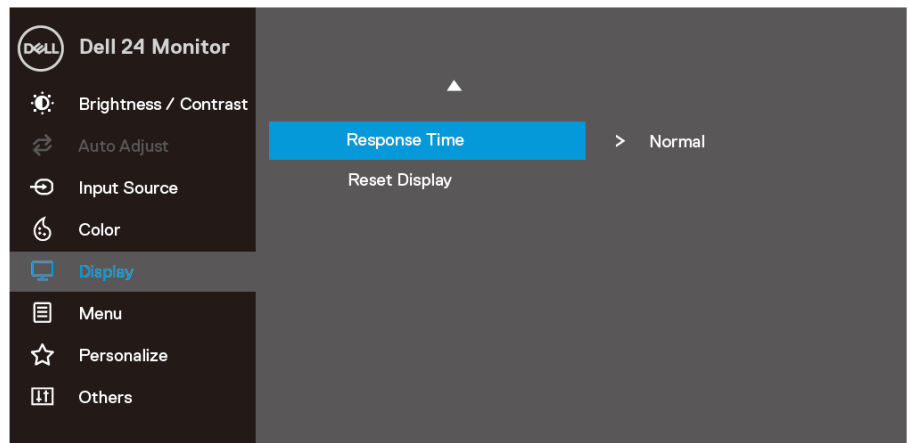 DELL Dell 24 Monitor
Brightness / Contrast
Auto Adjust
Input Source
Color
Display
Menu
Personalize
Others
Response Time > Normal
Reset Display